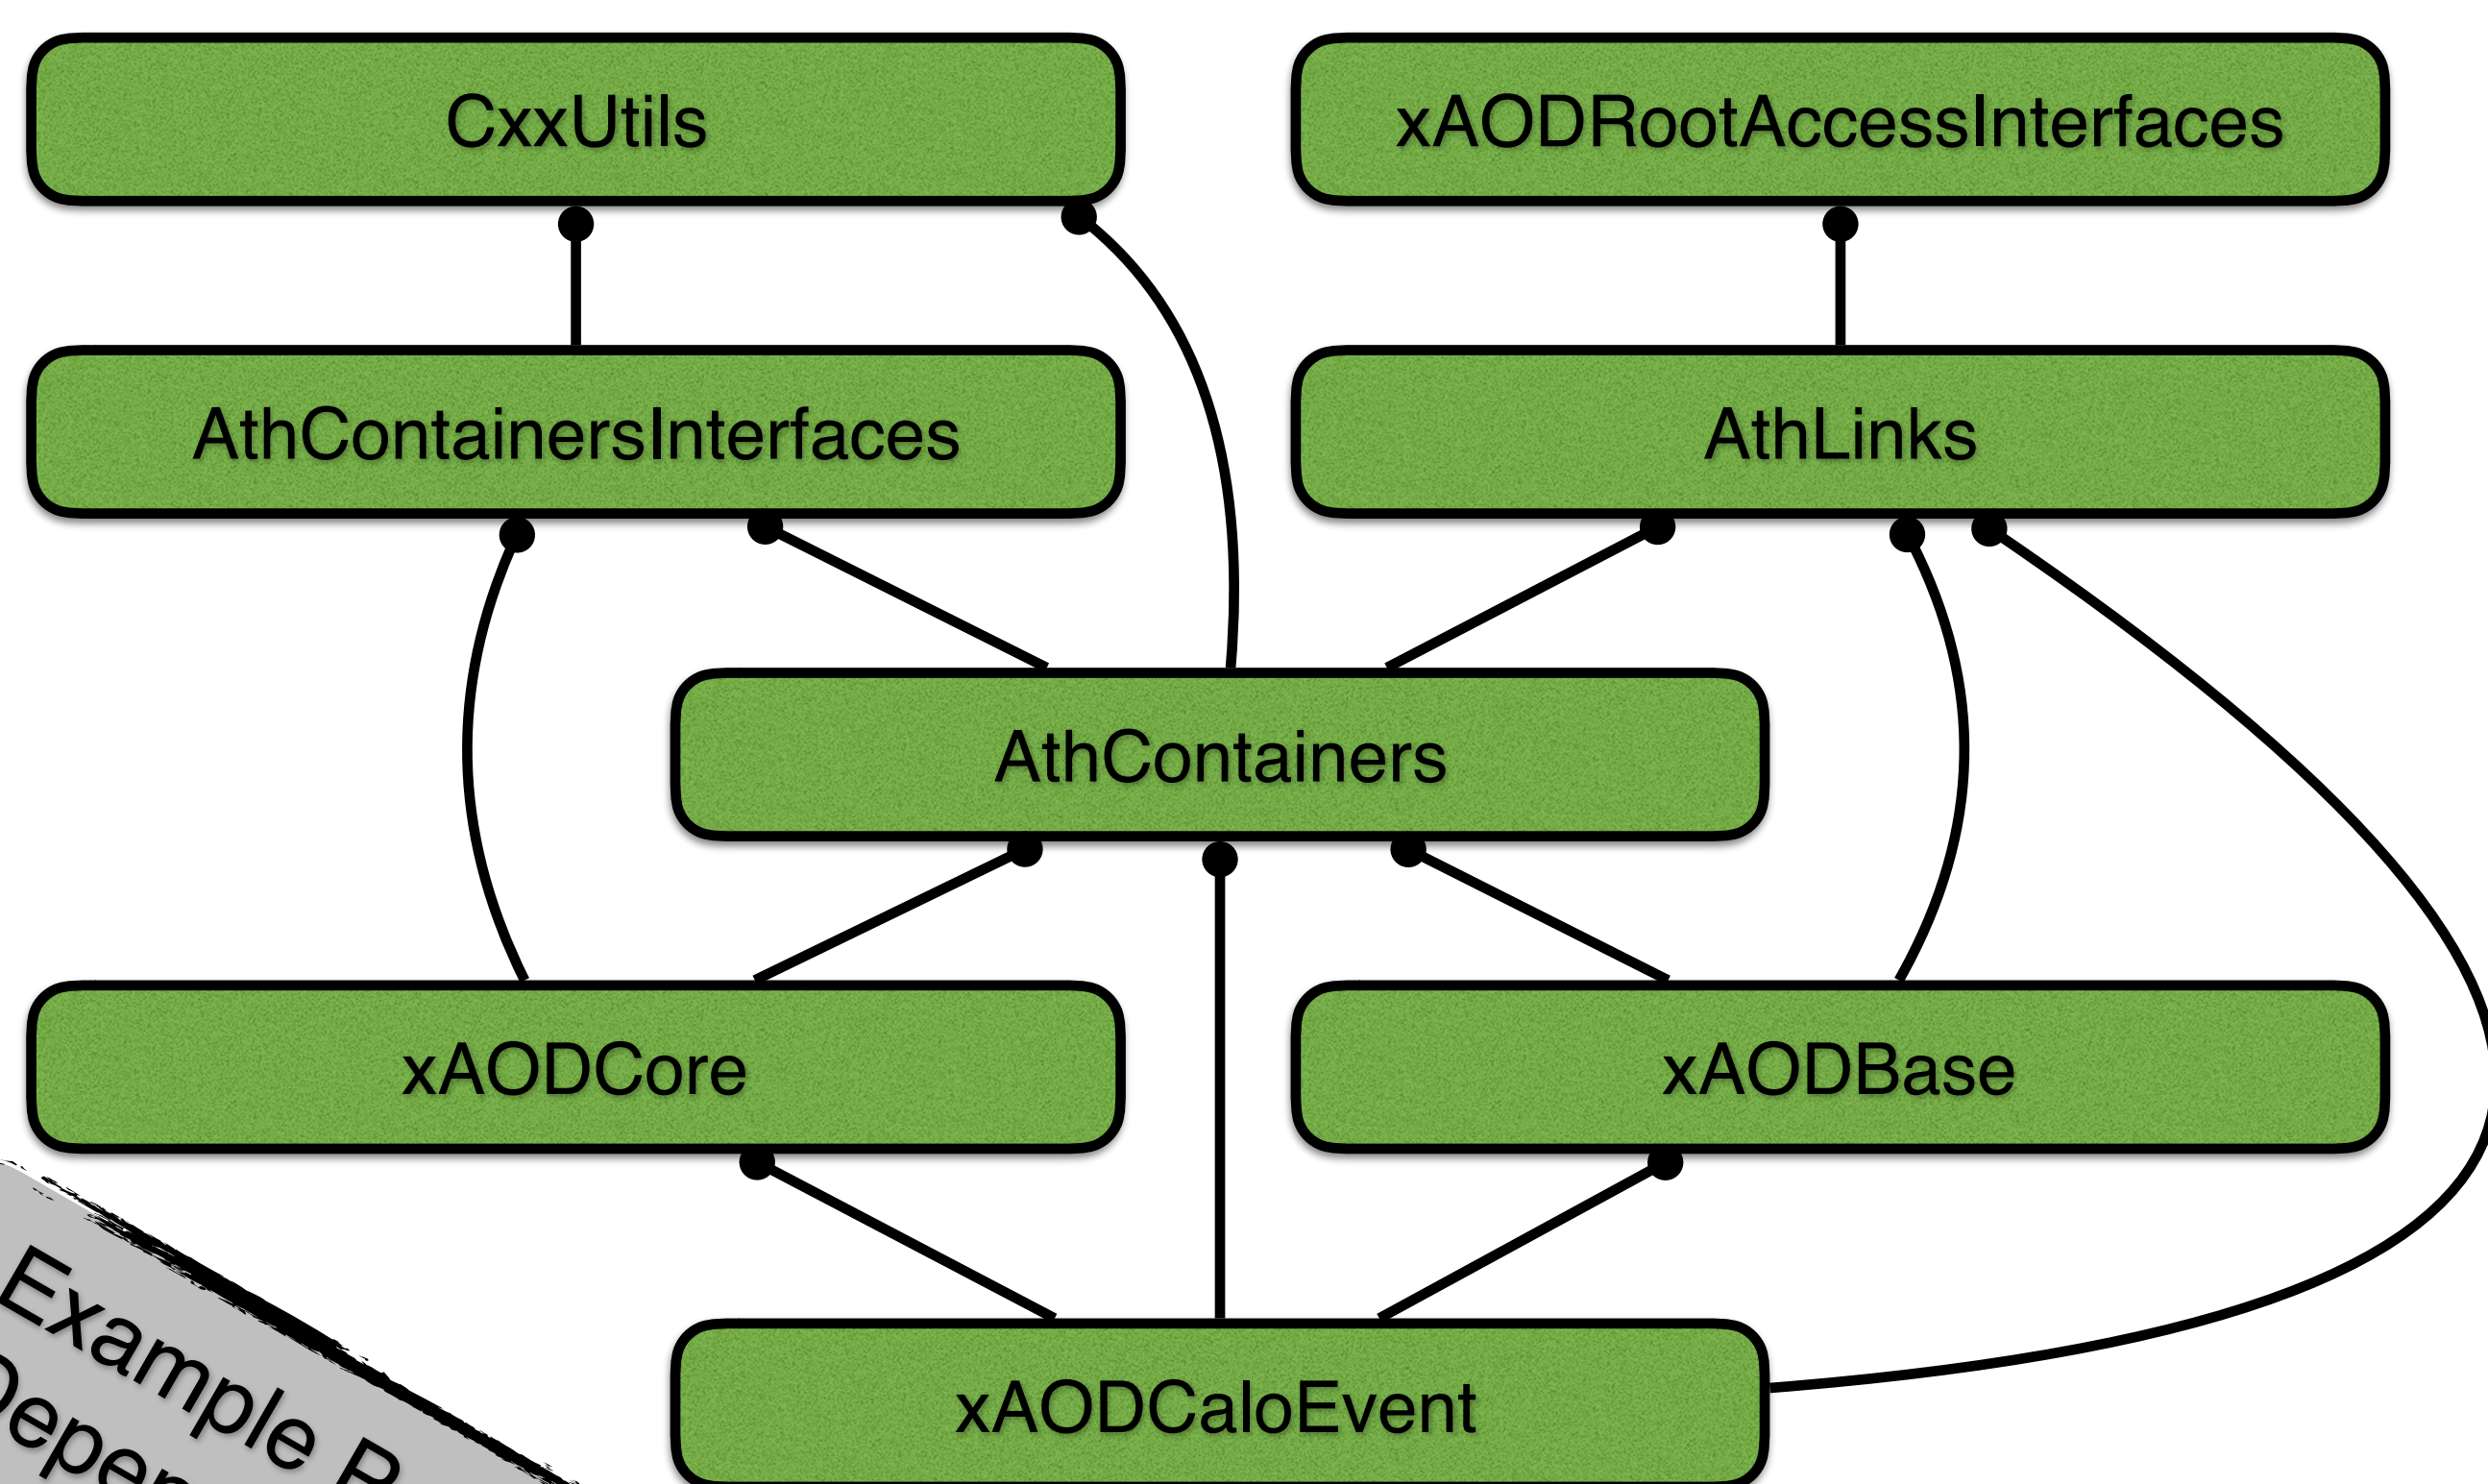 CxxUtils
xAODRootAccessInterfaces
AthContainersInterfaces
AthLinks
AthContainers
xAODCore
xAODBase
xAODCaloEvent
Example